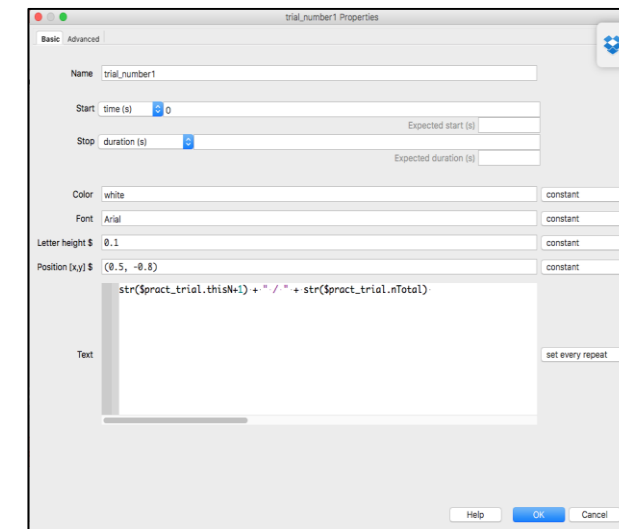 trial_number1 Properties
Basic Advanced
Name trial_number1
Start time (s) 0
Expected start (s)
Stop duration (s)
Expected duration (s)
Color white constant
Font Arial constant
Letter height $ 0.1 constant
Position [x,y] $ (0.5, -0.8) constant
str($pract_trial.thisN+1) + " / " + str($pract_trial.nTotal)
Text set every repeat
Help OK Cancel